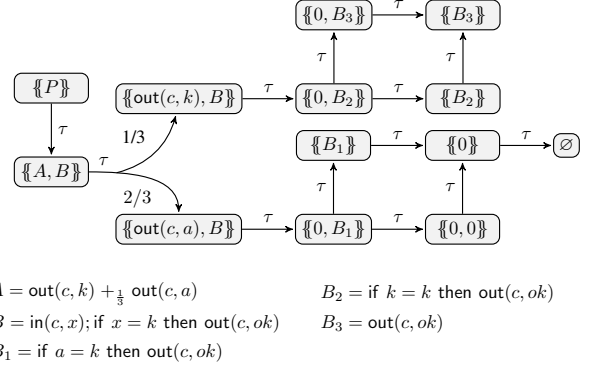 {{0, B₃}} τ {{B₃}}
τ τ
{{P}} {{out(c, k), B}} τ {{0, B₂}} τ {{B₂}}
τ 1/3 {{B₁}} τ {{0}} τ ∅
{{A, B}} τ
2/3 τ τ
{{out(c, a), B}} τ {{0, B₁}} τ {{0, 0}}
= out(c, k) +_{1/3} out(c, a) B₂ = if k = k then out(c, ok)
= in(c, x); if x = k then out(c, ok) B₃ = out(c, ok)
B₁ = if a = k then out(c, ok)